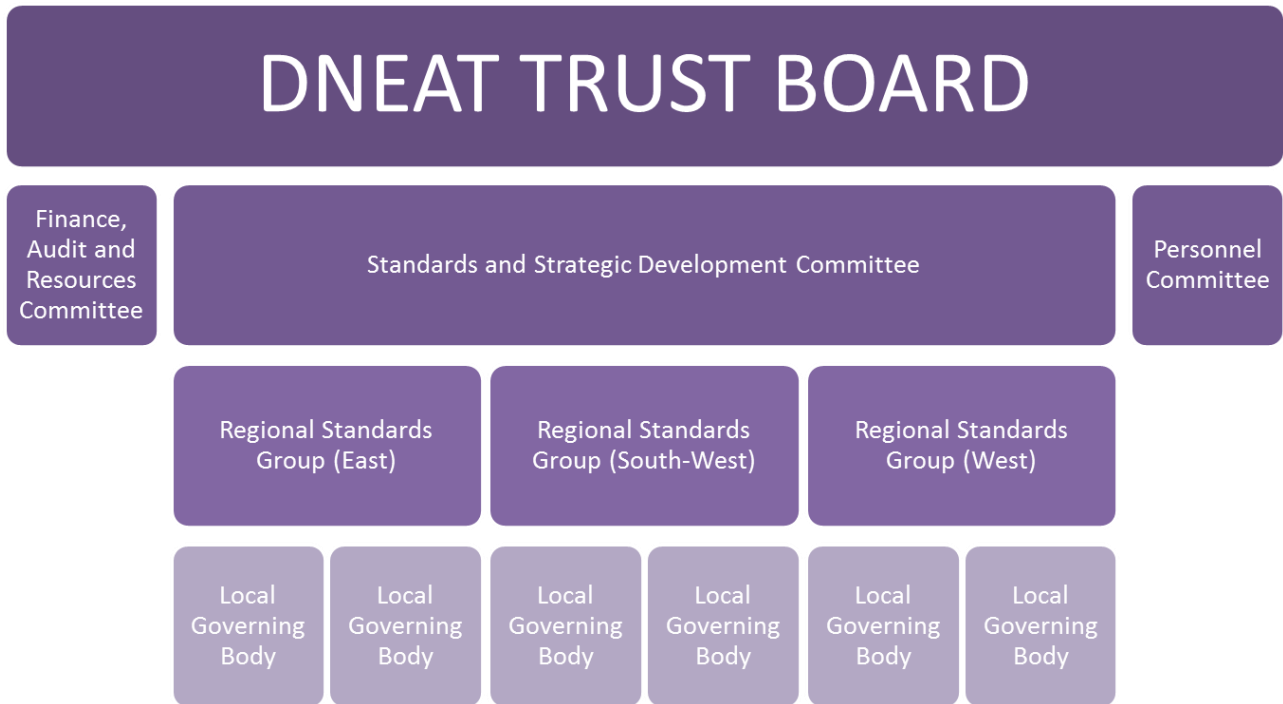 DNEAT TRUST BOARD
Finance,
Audit and
Resources
Committee
Standards and Strategic Development Committee
Personnel
Committee
Regional Standards
Group (East)
Regional Standards
Group (South-West)
Regional Standards
Group (West)
Local
Governing
Body
Local
Governing
Body
Local
Governing
Body
Local
Governing
Body
Local
Governing
Body
Local
Governing
Body